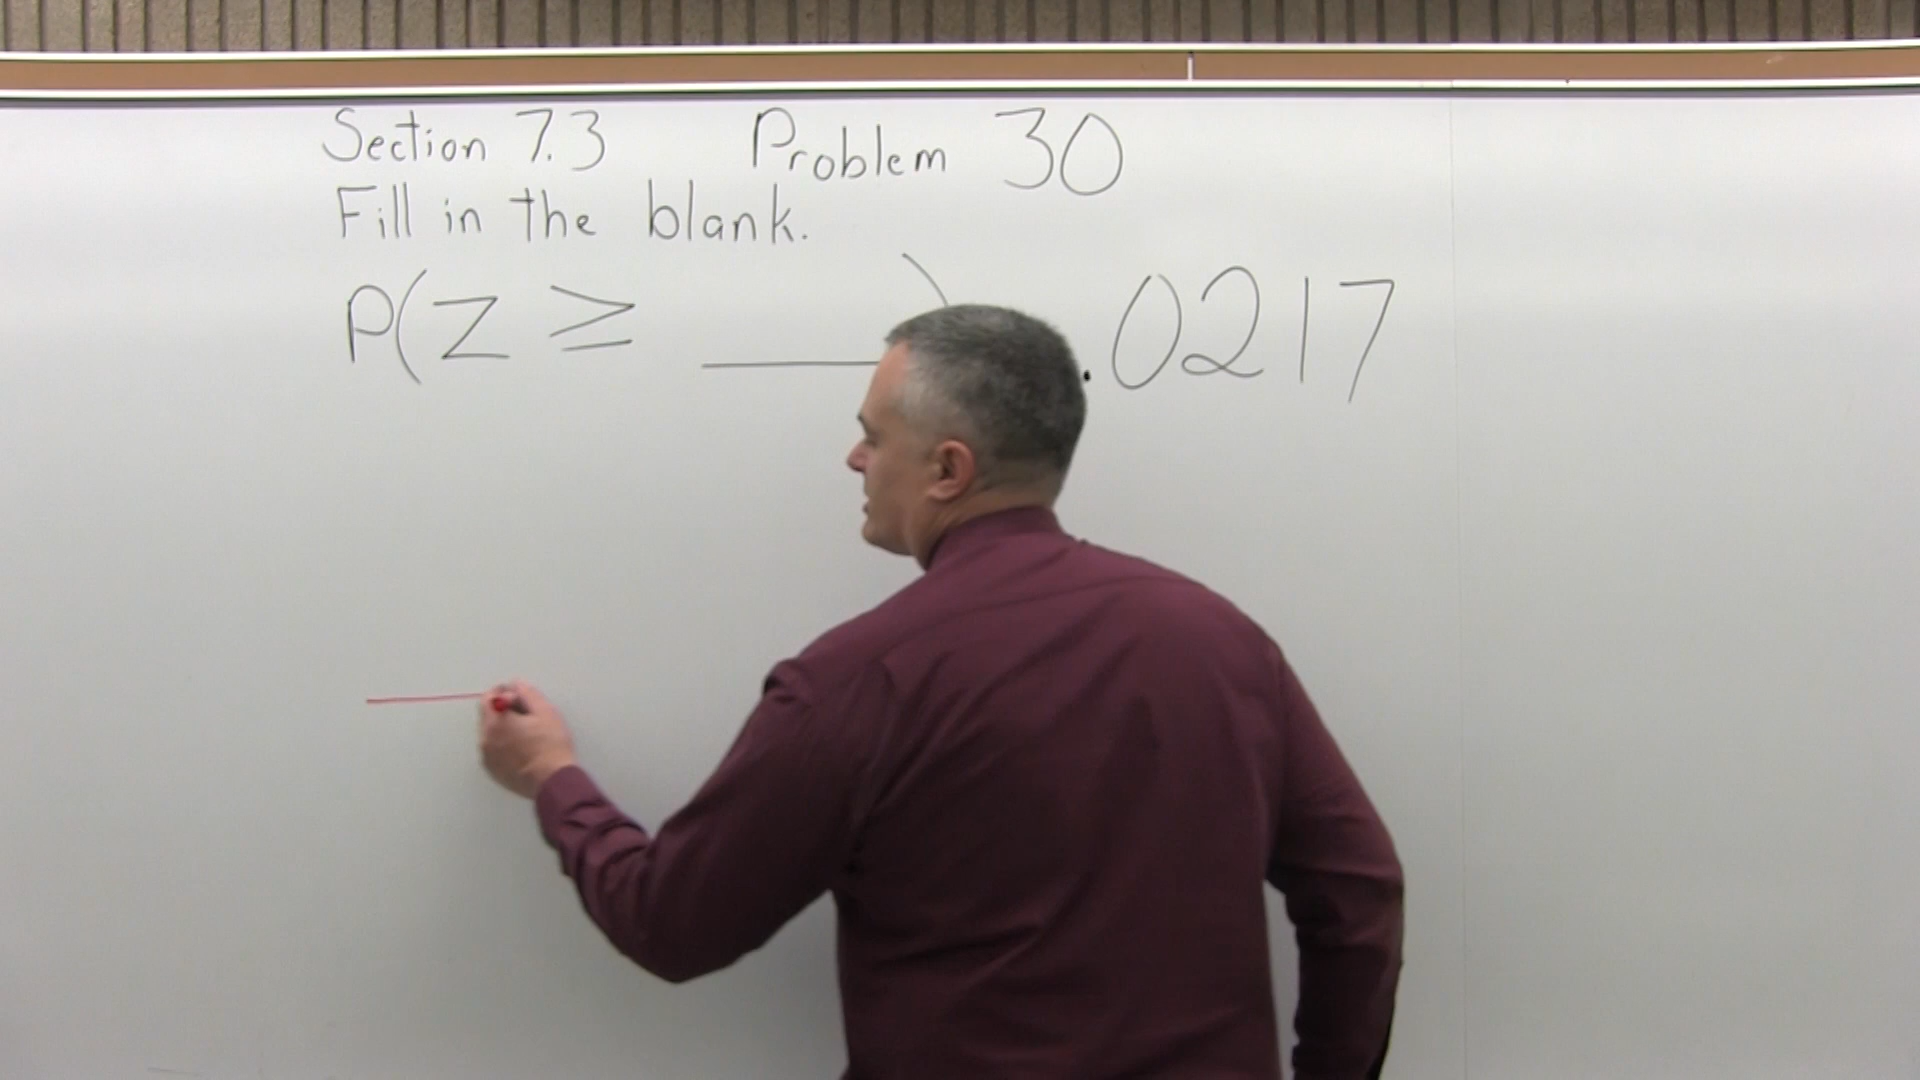 Section 7.3 Problem 30
Fill in the blank.
P(Z ≥ ____) .0217